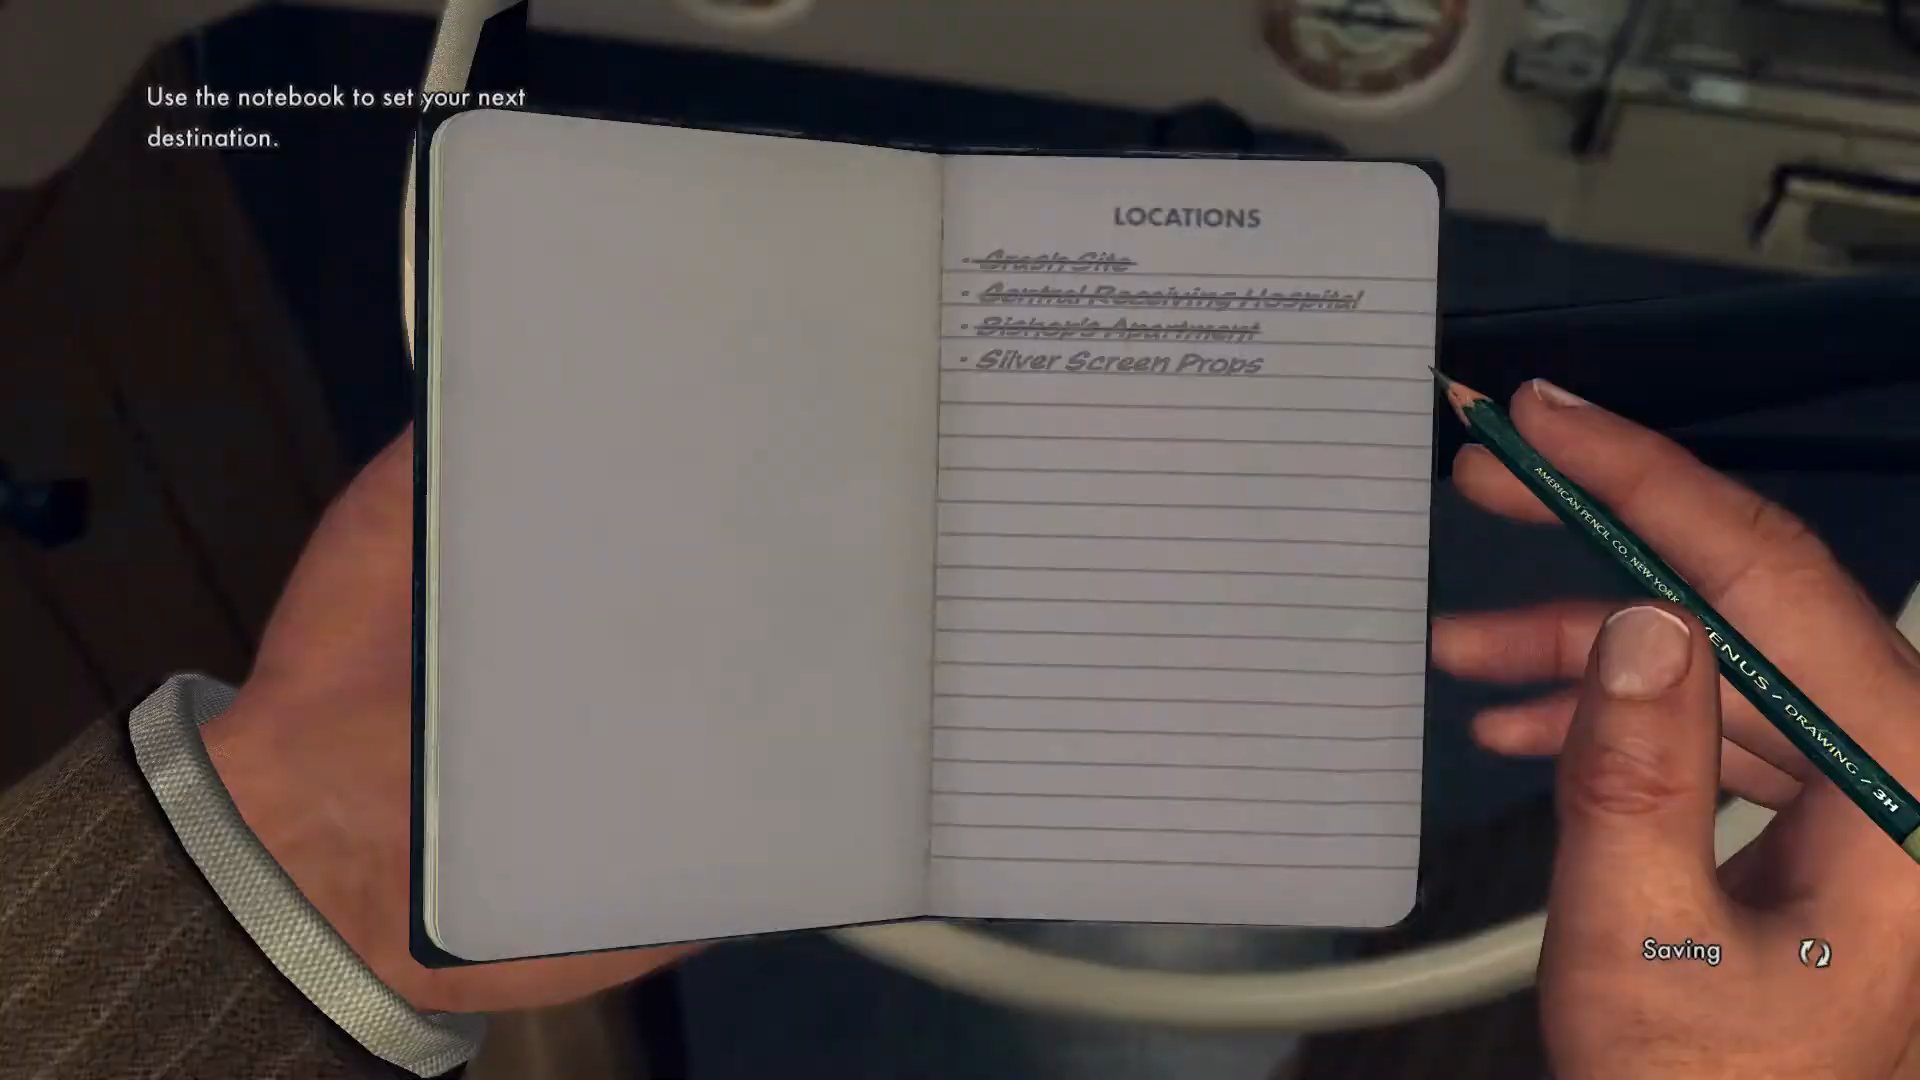 Use the notebook to set your next
destination.
LOCATIONS
· Crash Site
· Central Receiving Hospital
· Bishop's Apartment
· Silver Screen Props
AMERICAN PENCIL CO. NEW YORK
VENUS / DRAWING / 3H
Saving